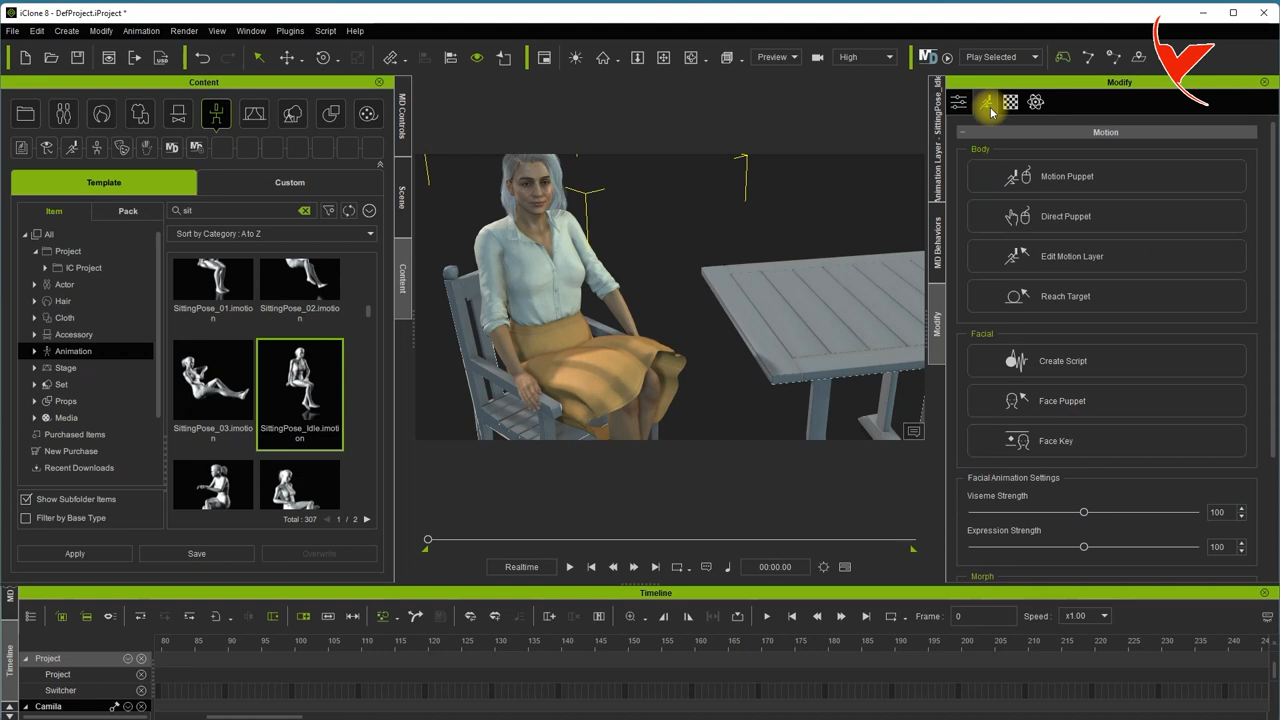 iClone 8 - DefProject.iProject *
File Edit Create Modify Animation Render View Window Plugins Script Help
Preview High Play Selected
Content
Modify
MD Controls
Scene
Content
Template Custom
Item Pack
sit
Sort by Category : A to Z
All
Project
IC Project
Actor
Hair
Cloth
Accessory
Animation
Stage
Set
Props
Media
Purchased Items
New Purchase
Recent Downloads
Show Subfolder Items
Filter by Base Type
SittingPose_01.imotio
n
SittingPose_02.imotio
n
SittingPose_03.imotio
n
SittingPose_Idle.imoti
on
Total : 307 1 / 2
Apply Save Overwrite
Animation Layer - SittingPose_Idle
MD Behaviors
Modify
Motion
Body
Motion Puppet
Direct Puppet
Edit Motion Layer
Reach Target
Facial
Create Script
Face Puppet
Face Key
Facial Animation Settings
Viseme Strength
100
Expression Strength
100
Morph
Realtime 00:00.00
Timeline
MD
Timeline
Frame : 0 Speed : x1.00
80 85 90 95 100 105 110 115 120 125 130 135 140 145 150 155 160 165 170 175 180 185 190 195 200 205 210 215 220 225 230 235 240 24
Project
Project
Switcher
Camila